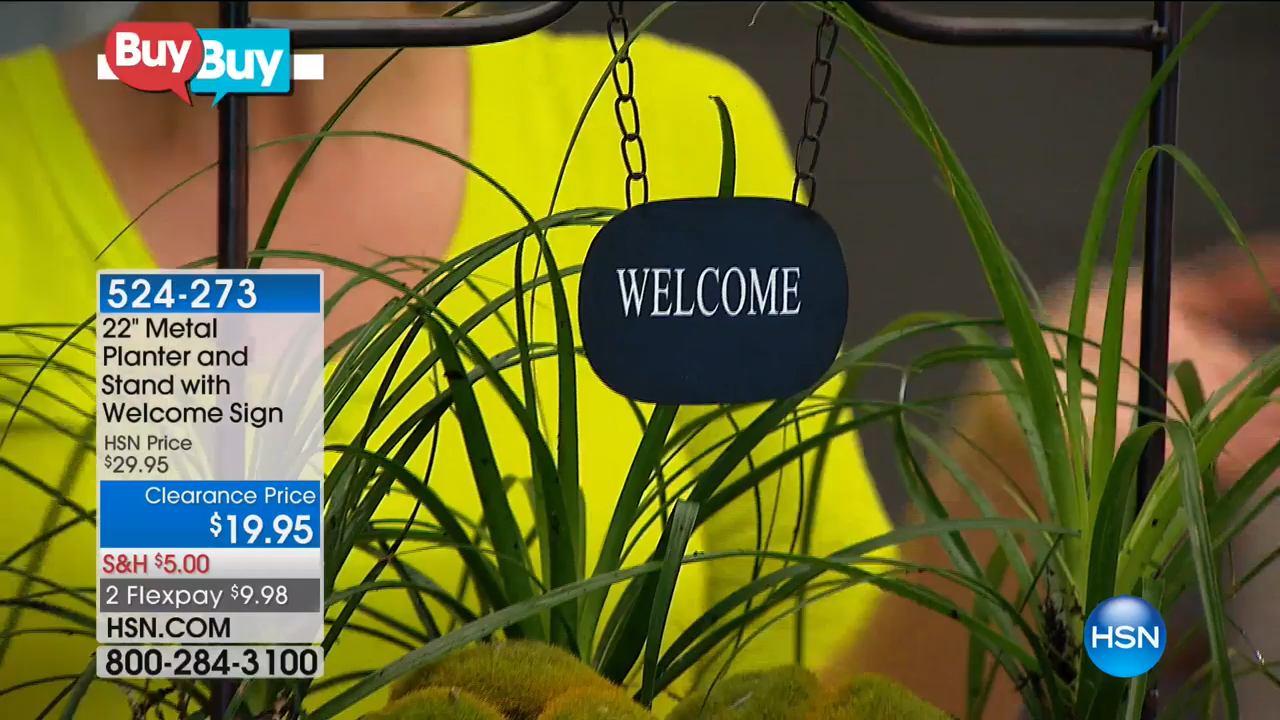 Buy
Buy
WELCOME
524-273
22" Metal
Planter and
Stand with
Welcome Sign
HSN Price
$29.95
Clearance Price
$19.95
S&H $5.00
2 Flexpay $9.98
HSN.COM
800-284-3100
HSN